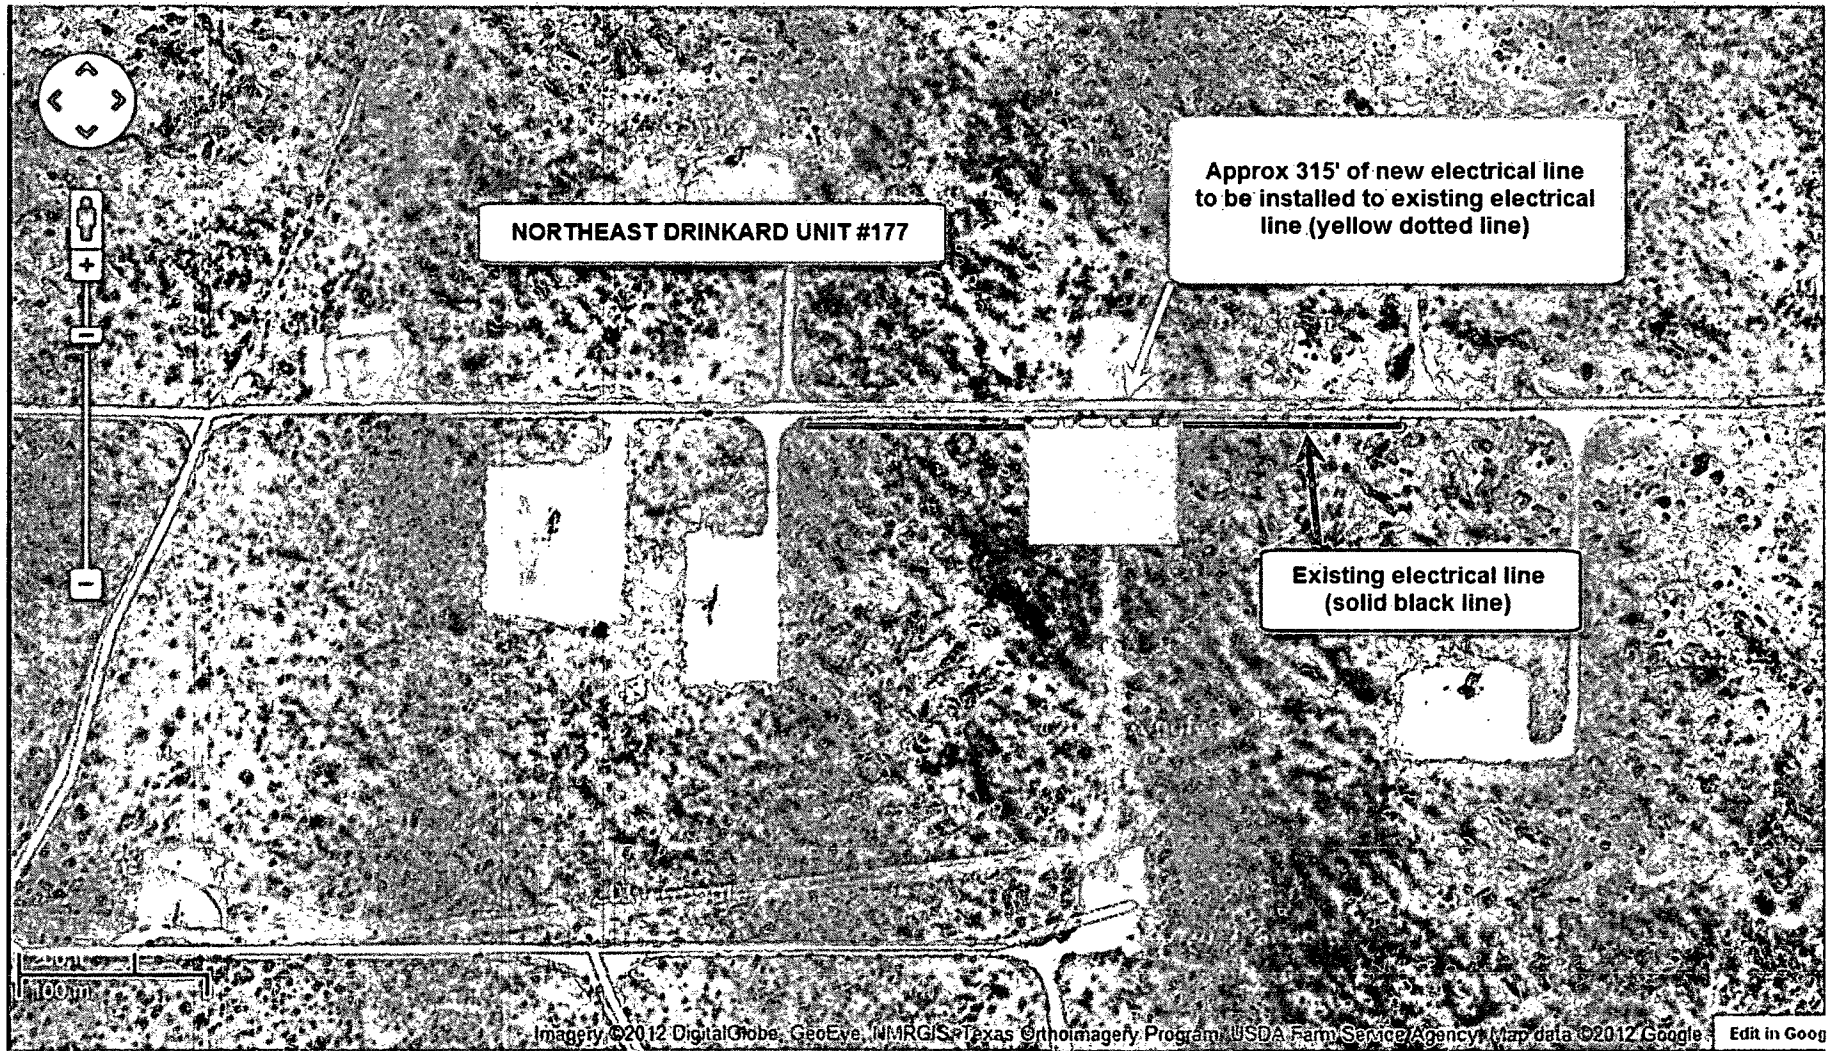 Approx 315' of new electrical line
to be installed to existing electrical
line (yellow dotted line)
NORTHEAST DRINKARD UNIT #177
Existing electrical line
(solid black line)
100 m
Imagery ©2012 DigitalGlobe, GeoEye, NMRGIS, Texas Orthoimagery Program, USDA Farm Service Agency, Map data ©2012 Google
Edit in Goog